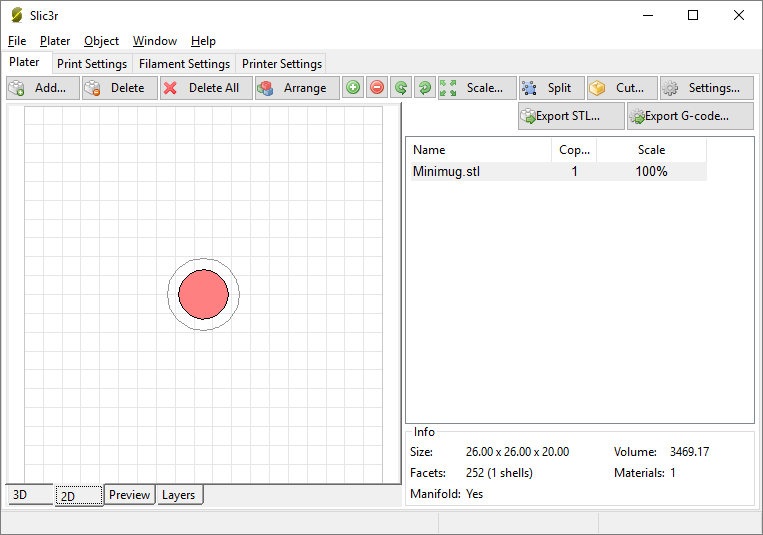 Slic3r
File Plater Object Window Help
Plater Print Settings Filament Settings Printer Settings
Add... Delete Delete All Arrange Scale... Split Cut... Settings...
Export STL... Export G-code...
Name Cop... Scale
Minimug.stl 1 100%
Info
Size: 26.00 x 26.00 x 20.00 Volume: 3469.17
Facets: 252 (1 shells) Materials: 1
Manifold: Yes
3D 2D Preview Layers